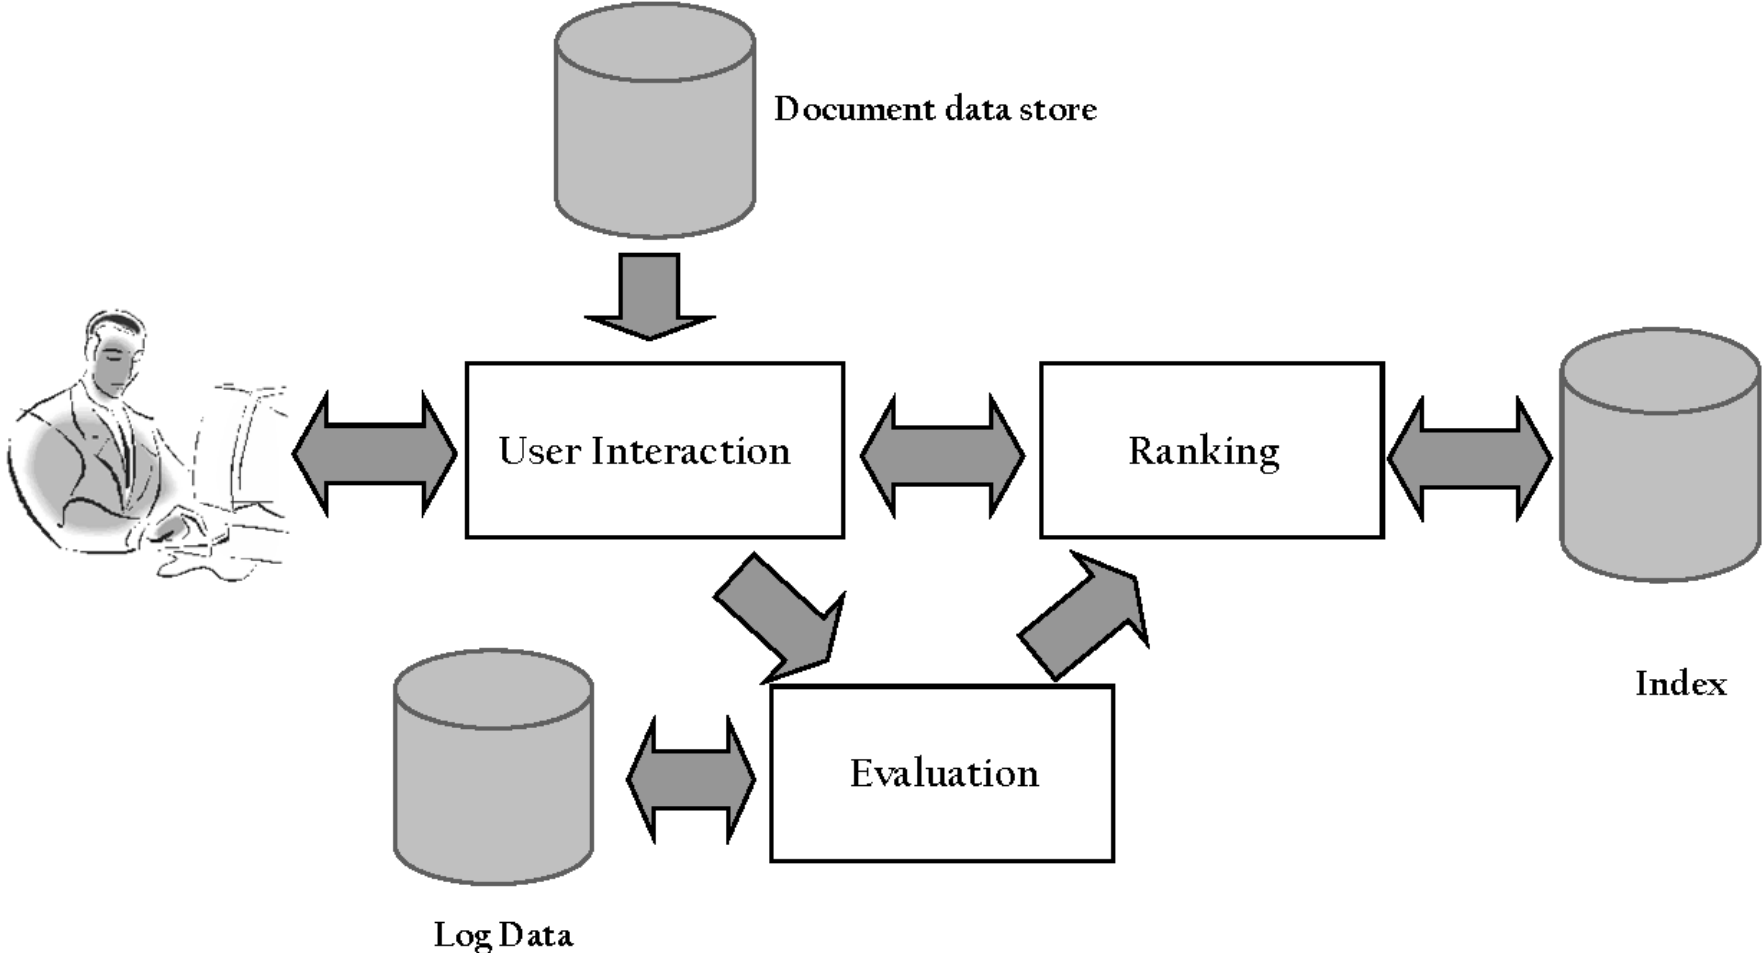 Document data store
User Interaction
Ranking
Index
Evaluation
Log Data